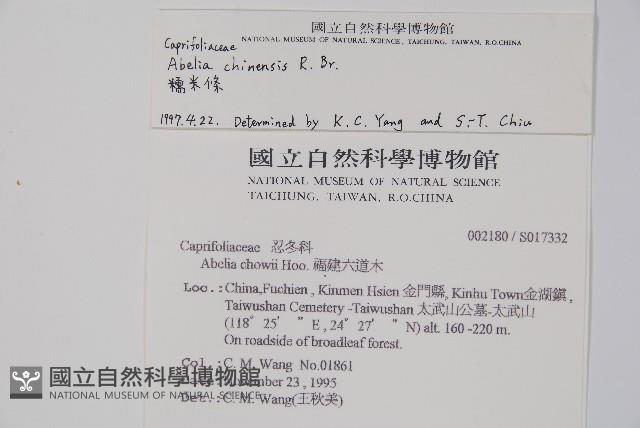 國立自然科學博物館
NATIONAL MUSEUM OF NATURAL SCIENCE, TAICHUNG, TAIWAN, R.O.CHINA
Caprifoliaceae
Abelia chinensis R. Br.
糯米條
1997.4.22. Determined by K.C. Yang and S.-T. Chiu
國立自然科學博物館
NATIONAL MUSEUM OF NATURAL SCIENCE
TAICHUNG, TAIWAN, R.O.CHINA
002180 / S017332
Caprifoliaceae 忍冬科
Abelia chowii Hoo. 福建六道木
Loc.: China, Fuchien, Kinmen Hsien 金門縣, Kinhu Town金湖鎮,
Taiwushan Cemetery -Taiwushan 太武山公墓-太武山
(118° 25' " E , 24° 27' " N) alt. 160 -220 m.
On roadside of broadleaf forest.
Col.: C. M. Wang No.01861
23 , 1995
Det.: C. M. Wang(王秋美)
國立自然科學博物館
NATIONAL MUSEUM OF NATURAL SCIENCE